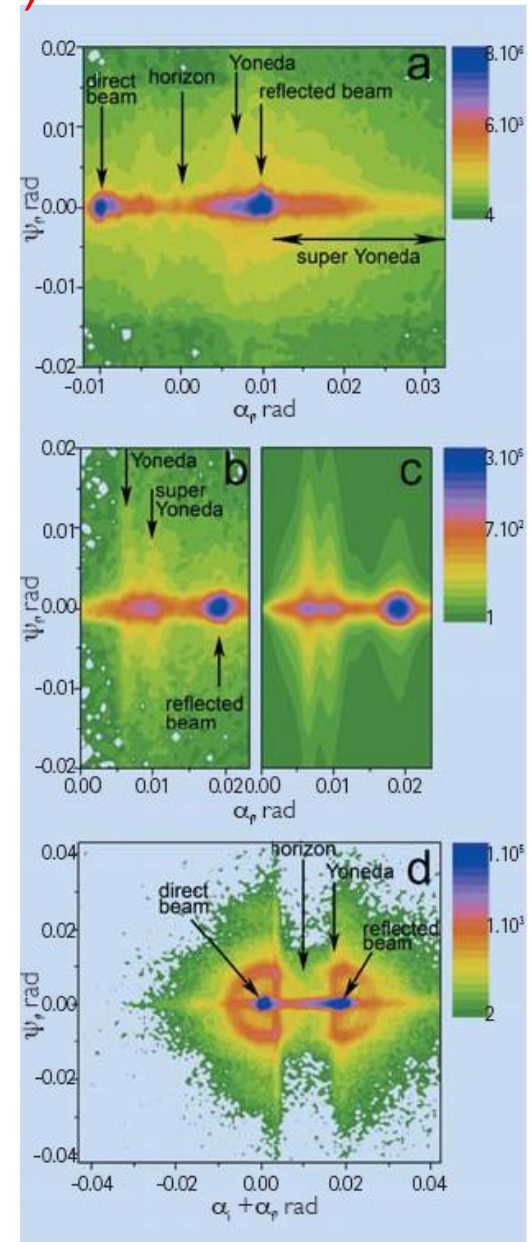 )
0.02
0.01
0.00
-0.01
-0.02
ψf, rad
direct
beam
horizon
Yoneda
reflected beam
a
super Yoneda
8.10⁶
6.10³
4
-0.01 0.00 0.01 0.02 0.03
αf, rad
0.02
0.01
0.00
-0.01
-0.02
ψf, rad
Yoneda
super
Yoneda
b
reflected
beam
c
3.10⁵
7.10²
1
0.00 0.01 0.02 0.00 0.01 0.02
αf, rad
0.04
0.02
0.00
-0.02
-0.04
ψf, rad
horizon
Yoneda
direct
beam
reflected
beam
d
1.10⁵
1.10³
2
-0.04 -0.02 0.00 0.02 0.04
αi +αf, rad